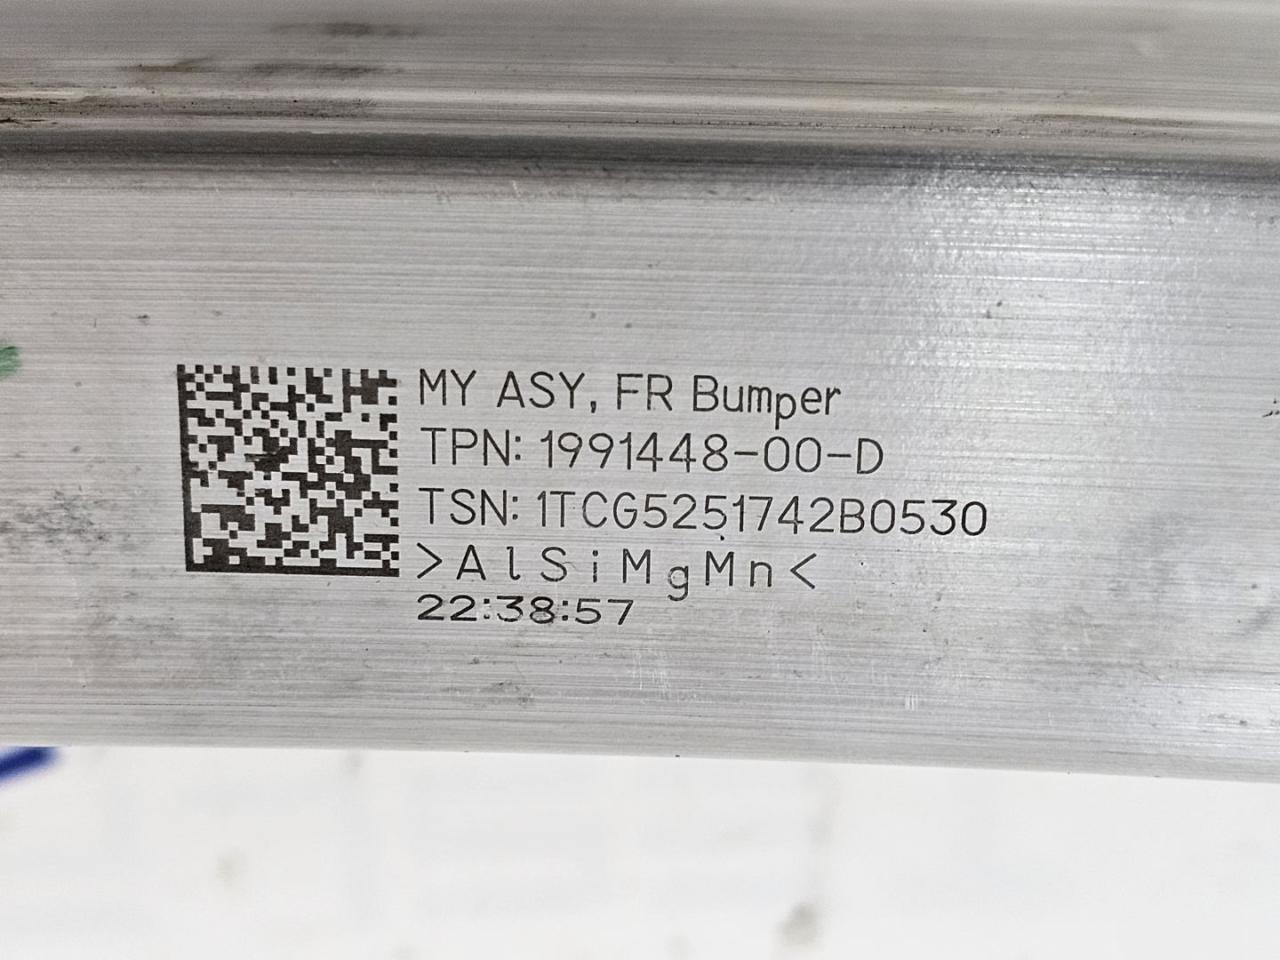 MY ASY, FR Bumper
TPN: 1991448-00-D
TSN: 1TCG5251742B0530
>AlSiMgMn<
22:38:57